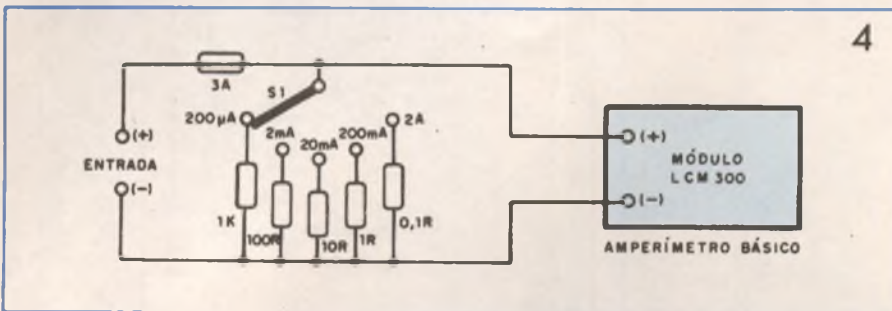 4
3A
S1
200µA
2mA
20mA
200mA
2A
(+)
ENTRADA
(-)
1K
100R
10R
1R
0,1R
(+)
MÓDULO
LCM 300
(-)
AMPERÍMETRO BÁSICO